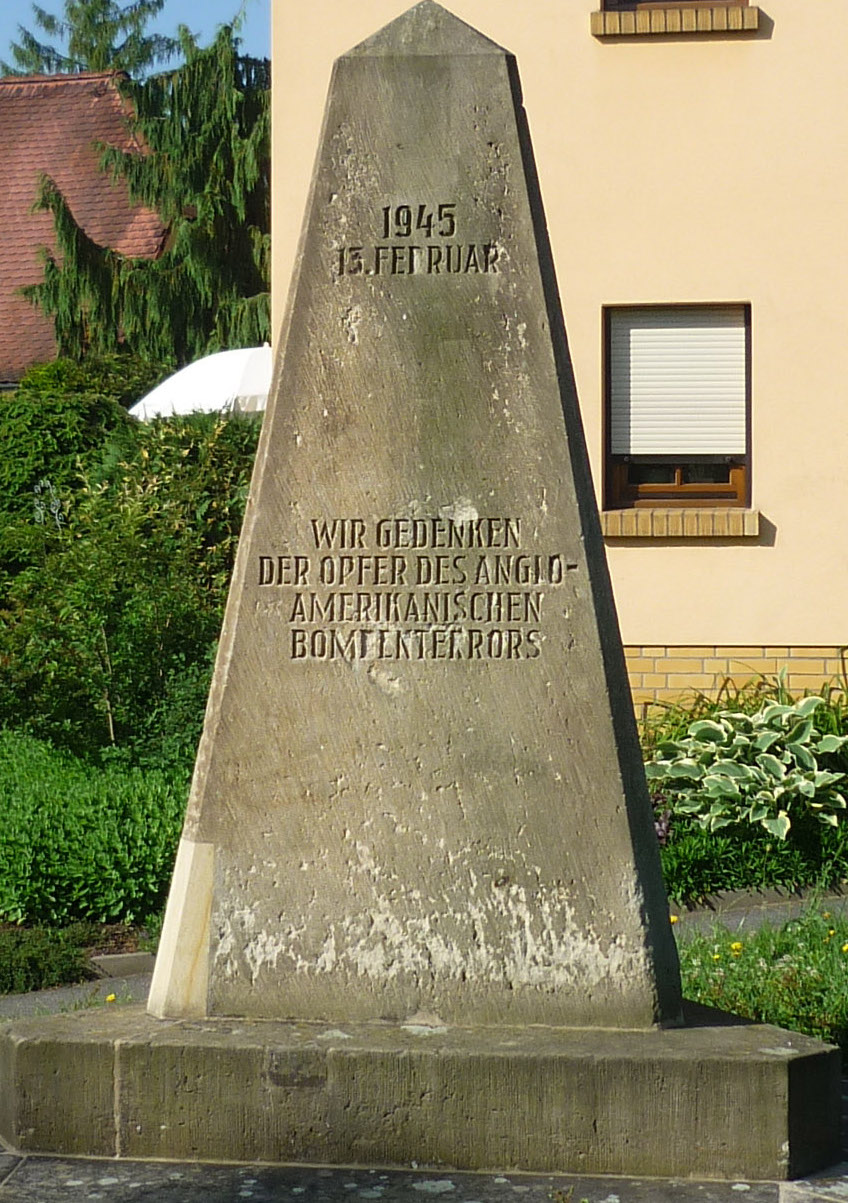 1945
13. FEBRUAR
WIR GEDENKEN
DER OPFER DES ANGLO-
AMERIKANISCHEN
BOMBENTERRORS